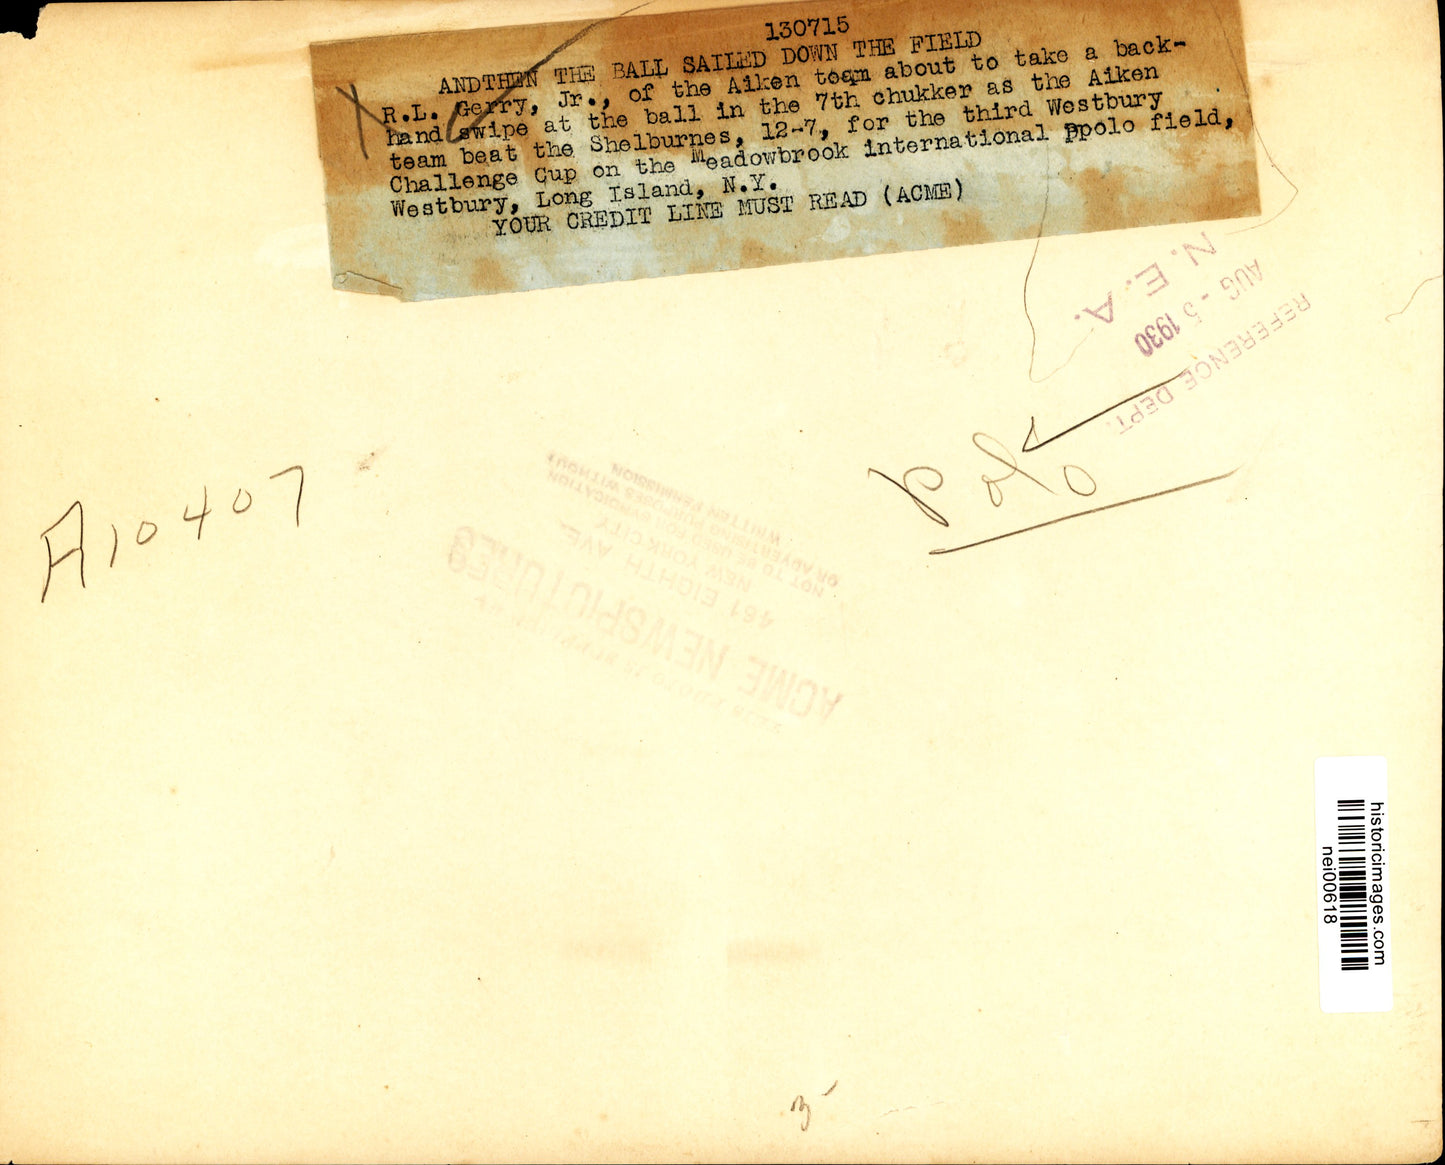 130715
ANDTHEN THE BALL SAILED DOWN THE FIELD
R.L. Gerry, Jr., of the Aiken team about to take a back-
hand swipe at the ball in the 7th chukker as the Aiken
team beat the Shelburnes, 12-7, for the third Westbury
Challenge Cup on the Meadowbrook international ppolo field,
Westbury, Long Island, N.Y.
YOUR CREDIT LINE MUST READ (ACME)
N. E. A.
AUG - 5 1930
REFERENCE DEPT.
Polo
A10407
ACME NEWSPICTURES
461 EIGHTH AVE.
NEW YORK CITY
NOT TO BE USED FOR SYNDICATION
OR ADVERTISING PURPOSES WITHOUT
WRITTEN PERMISSION
historicimages.com
nei00618